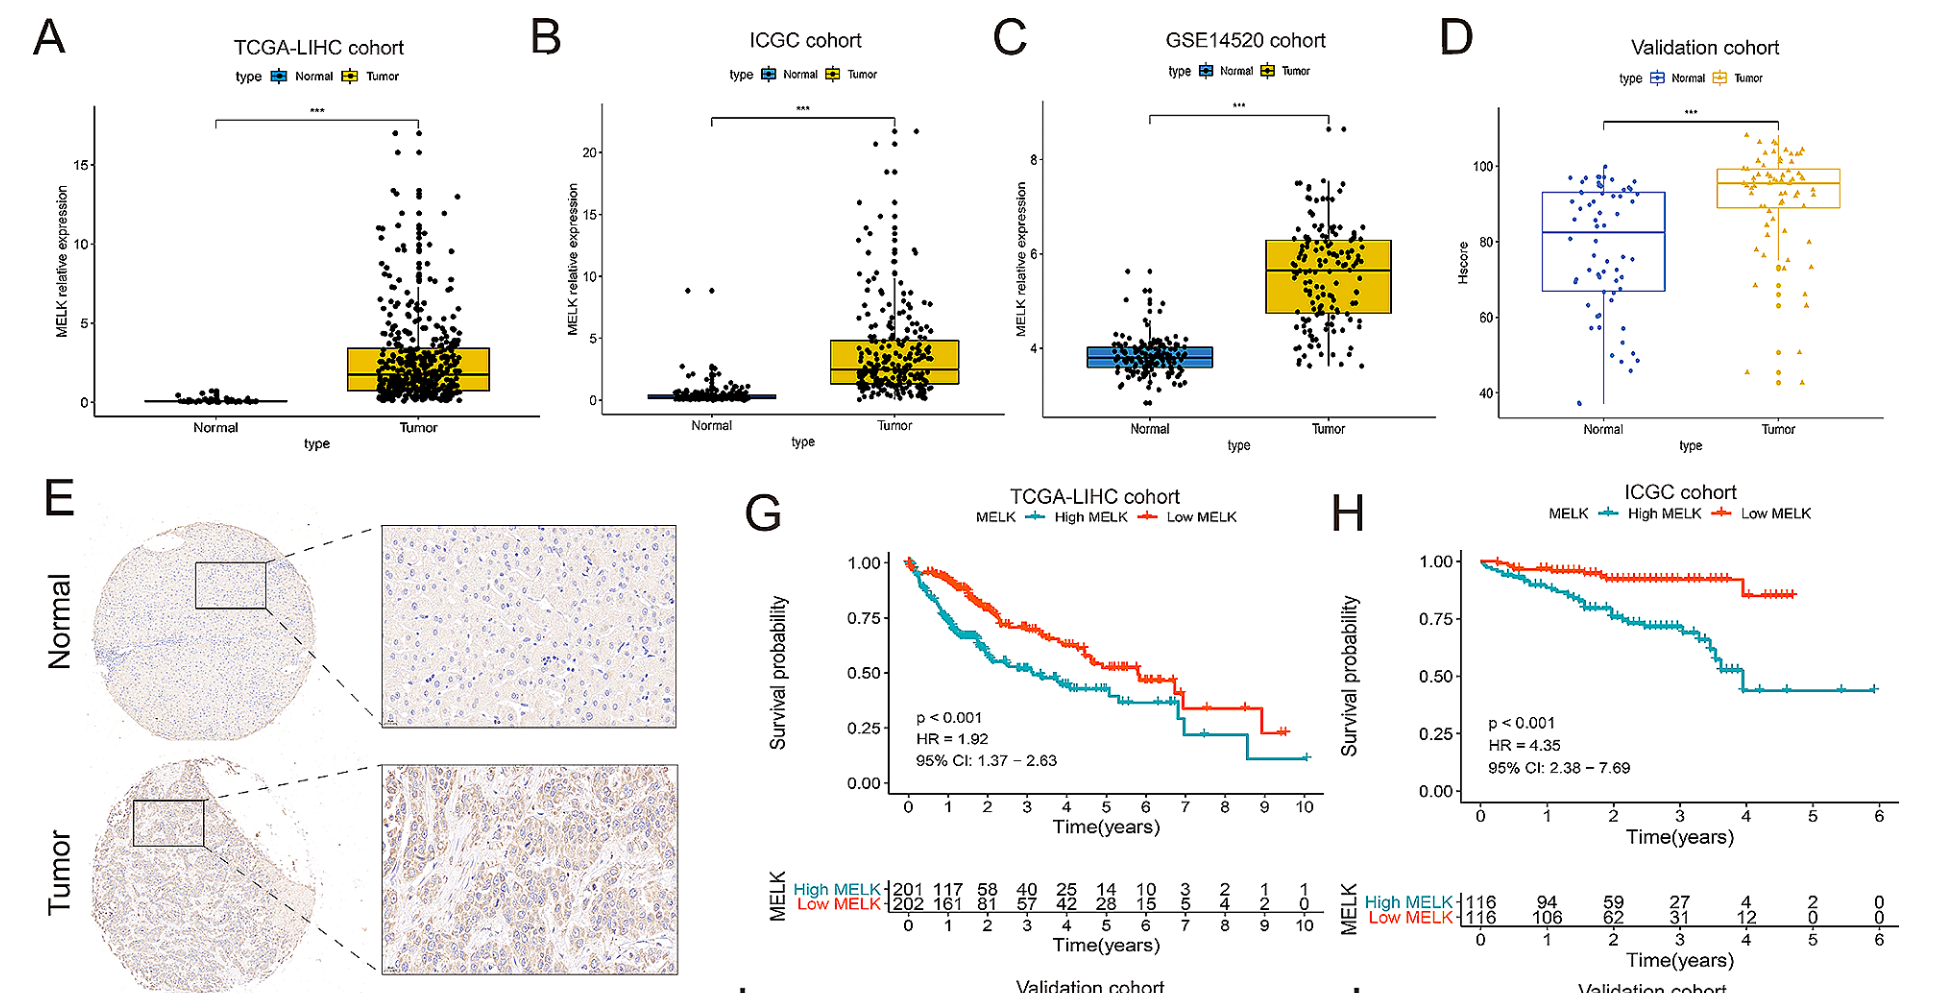 A
TCGA-LIHC cohort
type Normal Tumor
***
MELK relative expression
15
10
5
0
Normal Tumor
type
B
ICGC cohort
type Normal Tumor
***
MELK relative expression
20
15
10
5
0
Normal Tumor
type
C
GSE14520 cohort
type Normal Tumor
***
MELK relative expression
8
6
4
Normal Tumor
type
D
Validation cohort
type Normal Tumor
***
Hscore
100
80
60
40
Normal Tumor
type
E
Normal
Tumor
G
TCGA-LIHC cohort
MELK High MELK Low MELK
Survival probability
1.00
0.75
0.50
0.25
0.00
p < 0.001
HR = 1.92
95% CI: 1.37 − 2.63
0 1 2 3 4 5 6 7 8 9 10
Time(years)
MELK
High MELK 201 117 58 40 25 14 10 3 2 1 1
Low MELK 202 161 81 57 42 28 15 5 4 2 0
0 1 2 3 4 5 6 7 8 9 10
Time(years)
H
ICGC cohort
MELK High MELK Low MELK
Survival probability
1.00
0.75
0.50
0.25
0.00
p < 0.001
HR = 4.35
95% CI: 2.38 − 7.69
0 1 2 3 4 5 6
Time(years)
MELK
High MELK 116 94 59 27 4 2 0
Low MELK 116 106 62 31 12 0 0
0 1 2 3 4 5 6
Time(years)
Validation cohort
Validation cohort